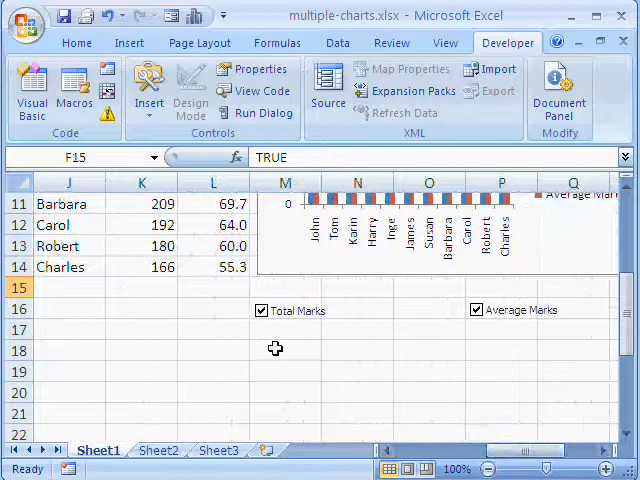 multiple-charts.xlsx - Microsoft Excel
Home Insert Page Layout Formulas Data Review View Developer
Visual Basic
Macros
Code
Insert
Design Mode
Properties
View Code
Run Dialog
Controls
Source
Map Properties
Expansion Packs
Refresh Data
Import
Export
XML
Document Panel
Modify
F15 fx TRUE
J K L M N O P Q
11 Barbara 209 69.7
12 Carol 192 64.0
13 Robert 180 60.0
14 Charles 166 55.3
15
16
17
18
19
20
21
22
0
Average Mark
John Tom Karin Harry Inge James Susan Barbara Carol Robert Charles
Total Marks
Average Marks
Sheet1 Sheet2 Sheet3
Ready 100%